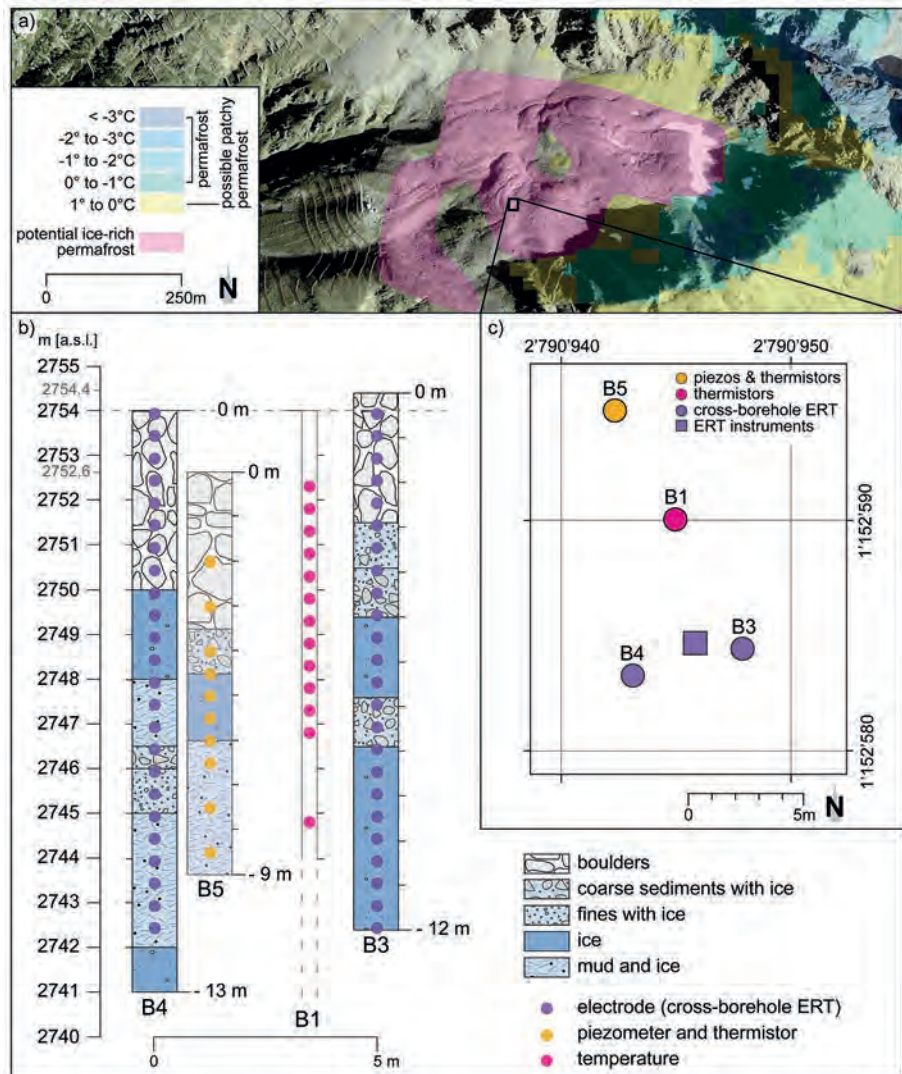 a)
< -3°C
-2° to -3°C
-1° to -2°C
0° to -1°C
1° to 0°C
permafrost
possible patchy
permafrost
potential ice-rich
permafrost
0
250m
N
b)
m [a.s.l.]
2755
2754.4
2754
2753
2752.6
2752
2751
2750
2749
2748
2747
2746
2745
2744
2743
2742
2741
2740
0 m
0 m
0 m
- 13 m
B4
- 9 m
B5
B1
- 12 m
B3
0
5 m
c)
2'790'940
2'790'950
piezos & thermistors
thermistors
cross-borehole ERT
ERT instruments
B5
B1
B4
B3
1'152'590
1'152'580
0
5m
N
boulders
coarse sediments with ice
fines with ice
ice
mud and ice
electrode (cross-borehole ERT)
piezometer and thermistor
temperature